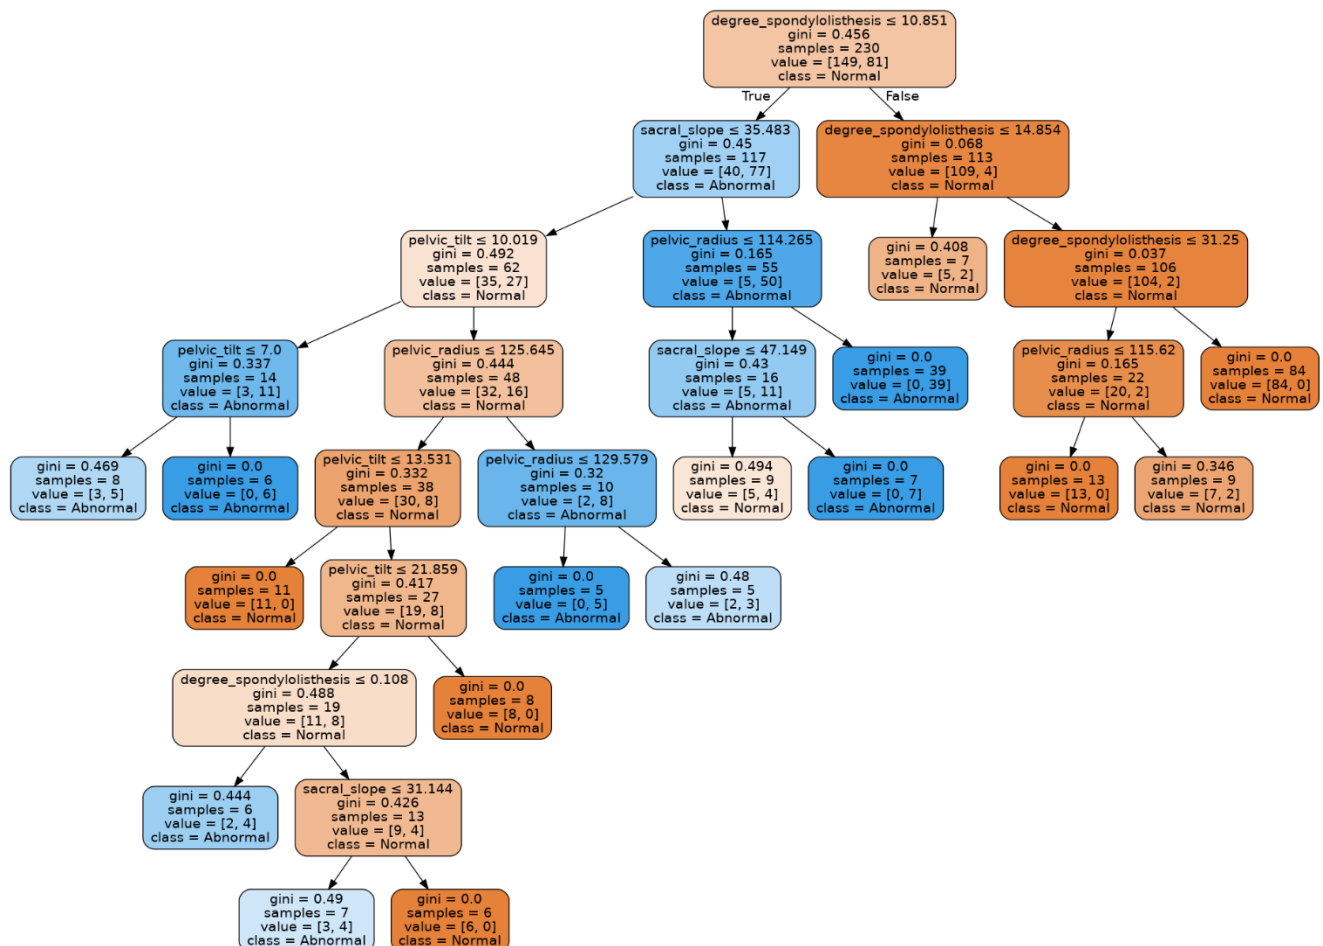 degree_spondylolisthesis ≤ 10.851
gini = 0.456
samples = 230
value = [149, 81]
class = Normal
True
False
sacral_slope ≤ 35.483
gini = 0.45
samples = 117
value = [40, 77]
class = Abnormal
degree_spondylolisthesis ≤ 14.854
gini = 0.068
samples = 113
value = [109, 4]
class = Normal
pelvic_tilt ≤ 10.019
gini = 0.492
samples = 62
value = [35, 27]
class = Normal
pelvic_radius ≤ 114.265
gini = 0.165
samples = 55
value = [5, 50]
class = Abnormal
gini = 0.408
samples = 7
value = [5, 2]
class = Normal
degree_spondylolisthesis ≤ 31.25
gini = 0.037
samples = 106
value = [104, 2]
class = Normal
pelvic_tilt ≤ 7.0
gini = 0.337
samples = 14
value = [3, 11]
class = Abnormal
pelvic_radius ≤ 125.645
gini = 0.444
samples = 48
value = [32, 16]
class = Normal
sacral_slope ≤ 47.149
gini = 0.43
samples = 16
value = [5, 11]
class = Abnormal
gini = 0.0
samples = 39
value = [0, 39]
class = Abnormal
pelvic_radius ≤ 115.62
gini = 0.165
samples = 22
value = [20, 2]
class = Normal
gini = 0.0
samples = 84
value = [84, 0]
class = Normal
gini = 0.469
samples = 8
value = [3, 5]
class = Abnormal
gini = 0.0
samples = 6
value = [0, 6]
class = Abnormal
pelvic_tilt ≤ 13.531
gini = 0.332
samples = 38
value = [30, 8]
class = Normal
pelvic_radius ≤ 129.579
gini = 0.32
samples = 10
value = [2, 8]
class = Abnormal
gini = 0.494
samples = 9
value = [5, 4]
class = Normal
gini = 0.0
samples = 7
value = [0, 7]
class = Abnormal
gini = 0.0
samples = 13
value = [13, 0]
class = Normal
gini = 0.346
samples = 9
value = [7, 2]
class = Normal
gini = 0.0
samples = 11
value = [11, 0]
class = Normal
pelvic_tilt ≤ 21.859
gini = 0.417
samples = 27
value = [19, 8]
class = Normal
gini = 0.0
samples = 5
value = [0, 5]
class = Abnormal
gini = 0.48
samples = 5
value = [2, 3]
class = Abnormal
degree_spondylolisthesis ≤ 0.108
gini = 0.488
samples = 19
value = [11, 8]
class = Normal
gini = 0.0
samples = 8
value = [8, 0]
class = Normal
gini = 0.444
samples = 6
value = [2, 4]
class = Abnormal
sacral_slope ≤ 31.144
gini = 0.426
samples = 13
value = [9, 4]
class = Normal
gini = 0.49
samples = 7
value = [3, 4]
class = Abnormal
gini = 0.0
samples = 6
value = [6, 0]
class = Normal